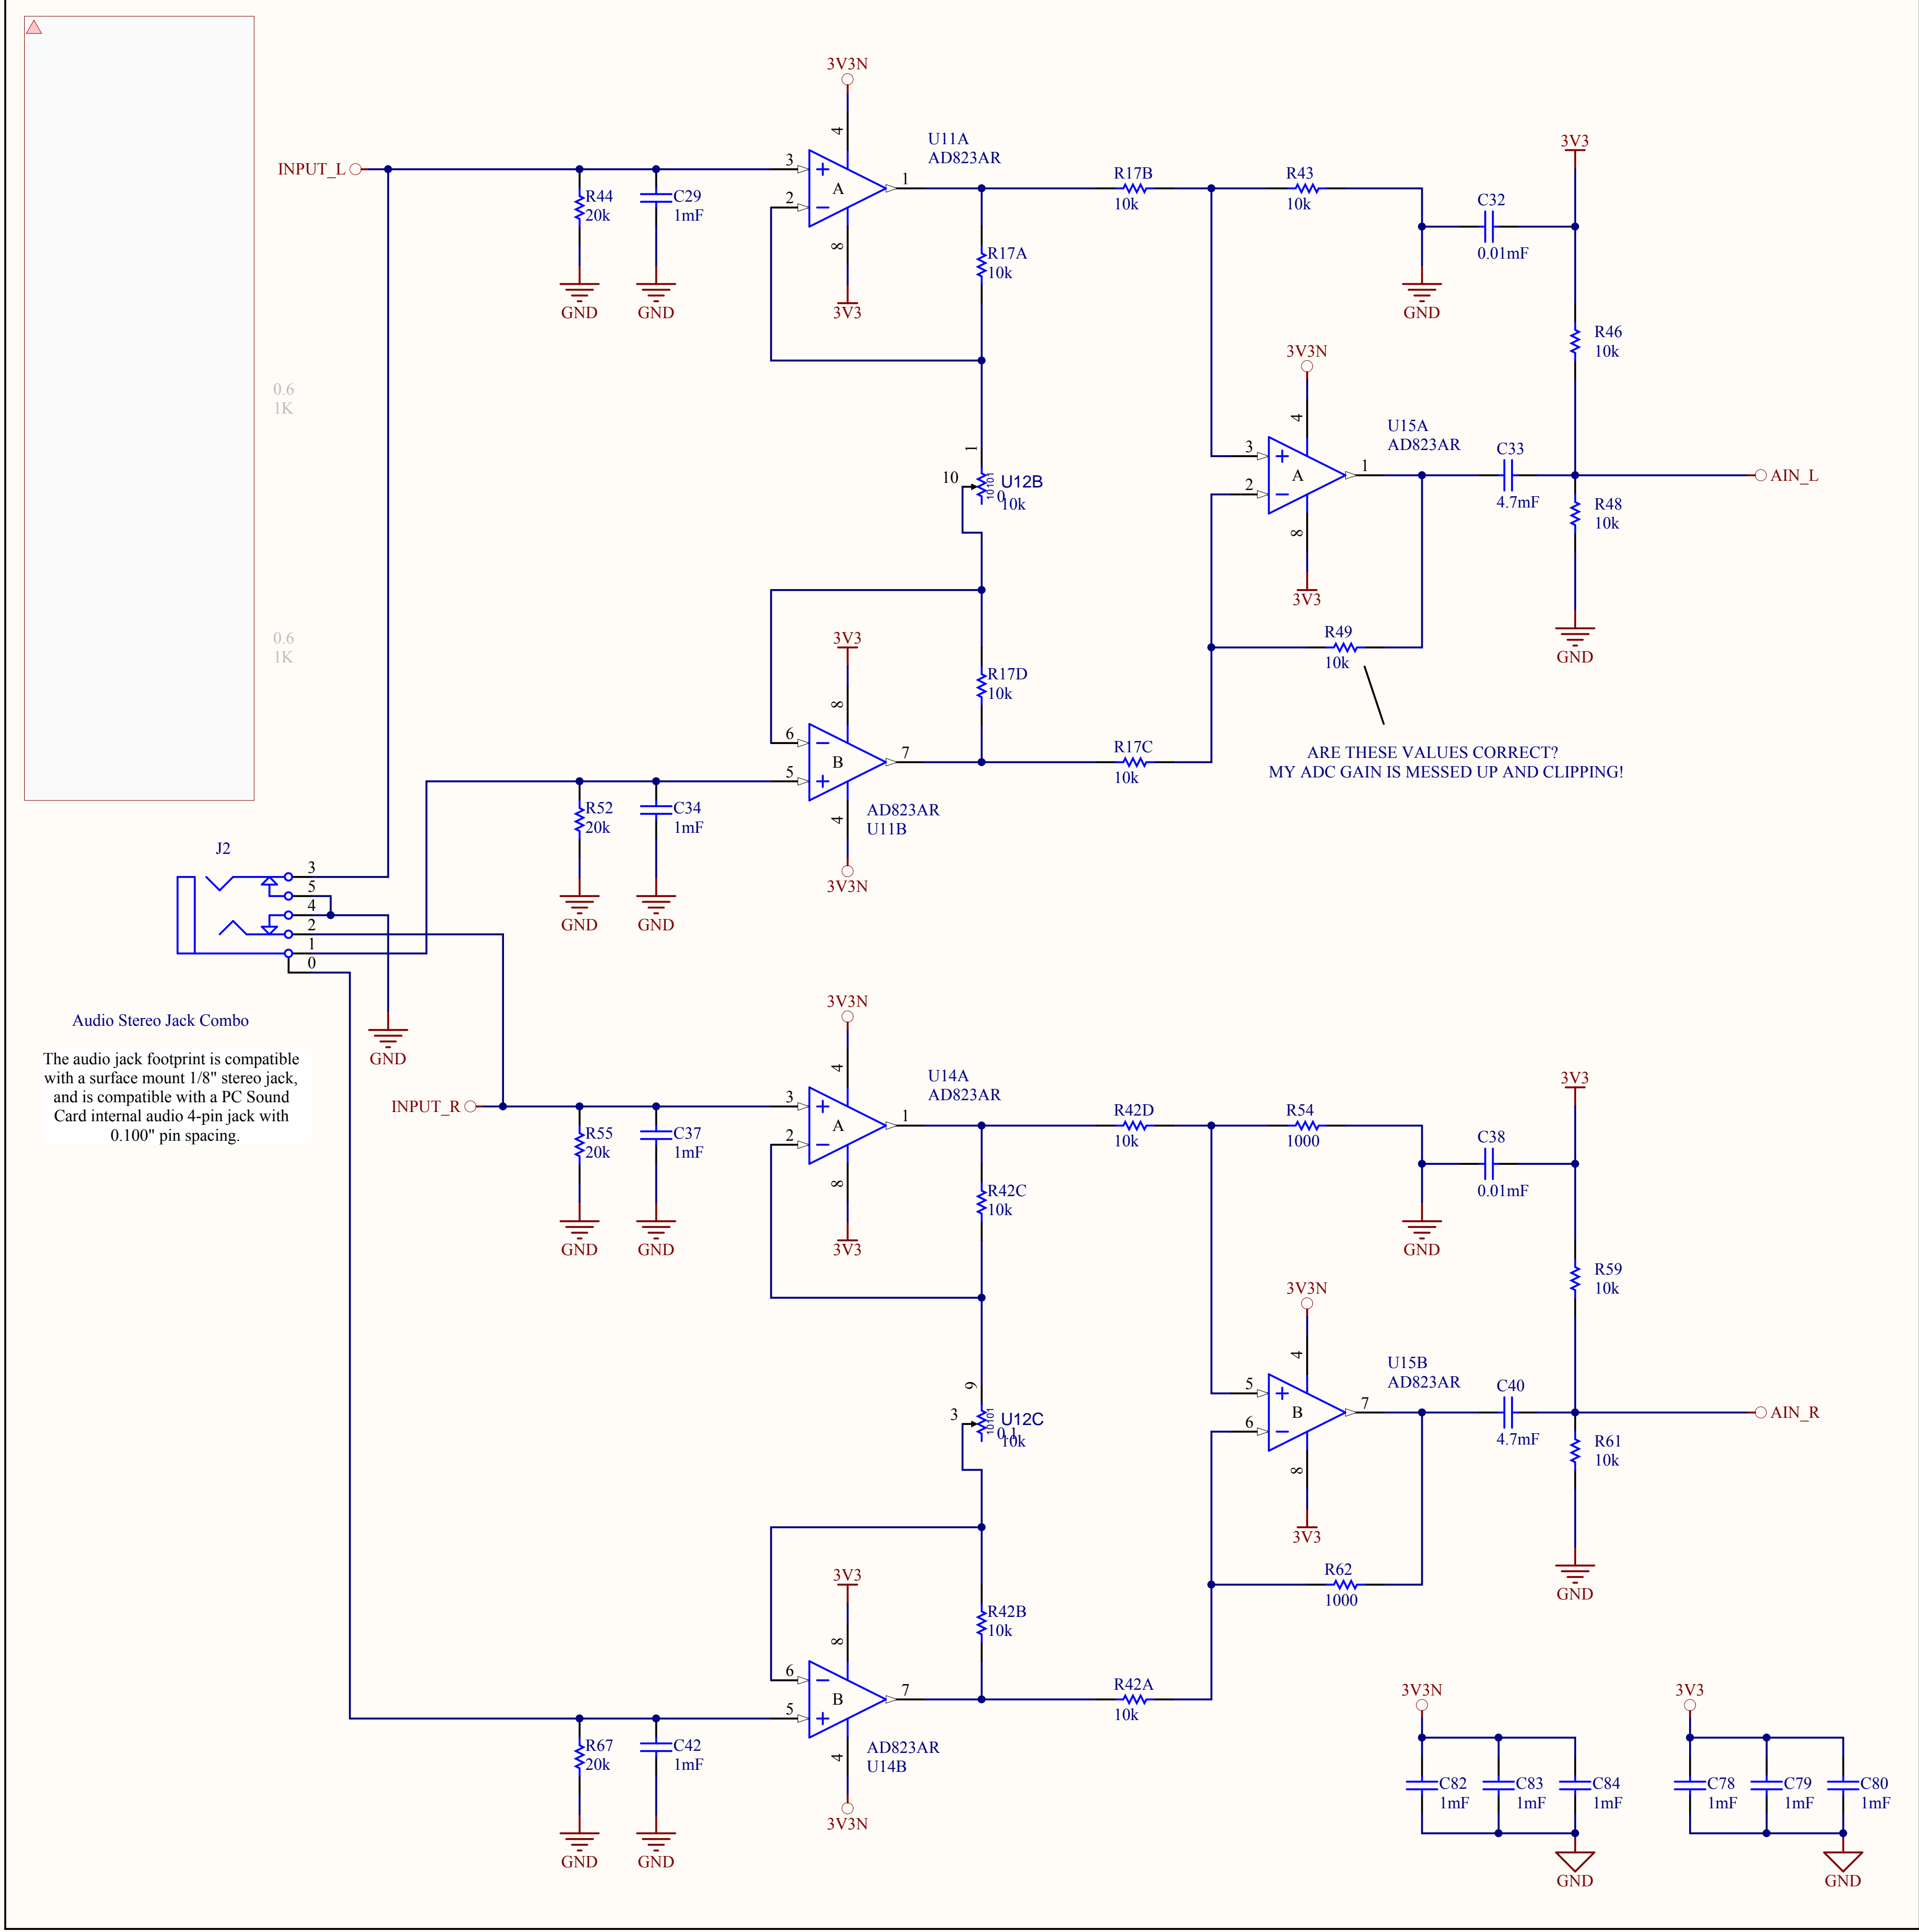 3V3N
4
U11A
AD823AR
INPUT_L
3
2
A
1
8
3V3
R44
20k
C29
1mF
GND
GND
R17A
10k
R17B
10k
R43
10k
3V3
C32
0.01mF
GND
R46
10k
0.6
1K
3V3N
4
U15A
AD823AR
3
2
A
1
8
3V3
C33
4.7mF
AIN_L
R48
10k
GND
1
10
10101
U12B
0
10k
0.6
1K
R49
10k
ARE THESE VALUES CORRECT?
MY ADC GAIN IS MESSED UP AND CLIPPING!
3V3
8
R17D
10k
6
5
B
7
4
AD823AR
U11B
3V3N
R17C
10k
R52
20k
C34
1mF
GND
GND
J2
3
5
4
2
1
0
Audio Stereo Jack Combo
GND
The audio jack footprint is compatible
with a surface mount 1/8" stereo jack,
and is compatible with a PC Sound
Card internal audio 4-pin jack with
0.100" pin spacing.
3V3N
4
U14A
AD823AR
INPUT_R
3
2
A
1
8
3V3
R55
20k
C37
1mF
GND
GND
R42C
10k
R42D
10k
R54
1000
3V3
C38
0.01mF
GND
R59
10k
3V3N
4
U15B
AD823AR
5
6
B
7
8
3V3
C40
4.7mF
AIN_R
R61
10k
GND
9
3
10101
U12C
0.1
10k
R62
1000
3V3
8
R42B
10k
6
5
B
7
4
AD823AR
U14B
3V3N
R42A
10k
R67
20k
C42
1mF
GND
GND
3V3N
C82
1mF
C83
1mF
C84
1mF
GND
3V3
C78
1mF
C79
1mF
C80
1mF
GND